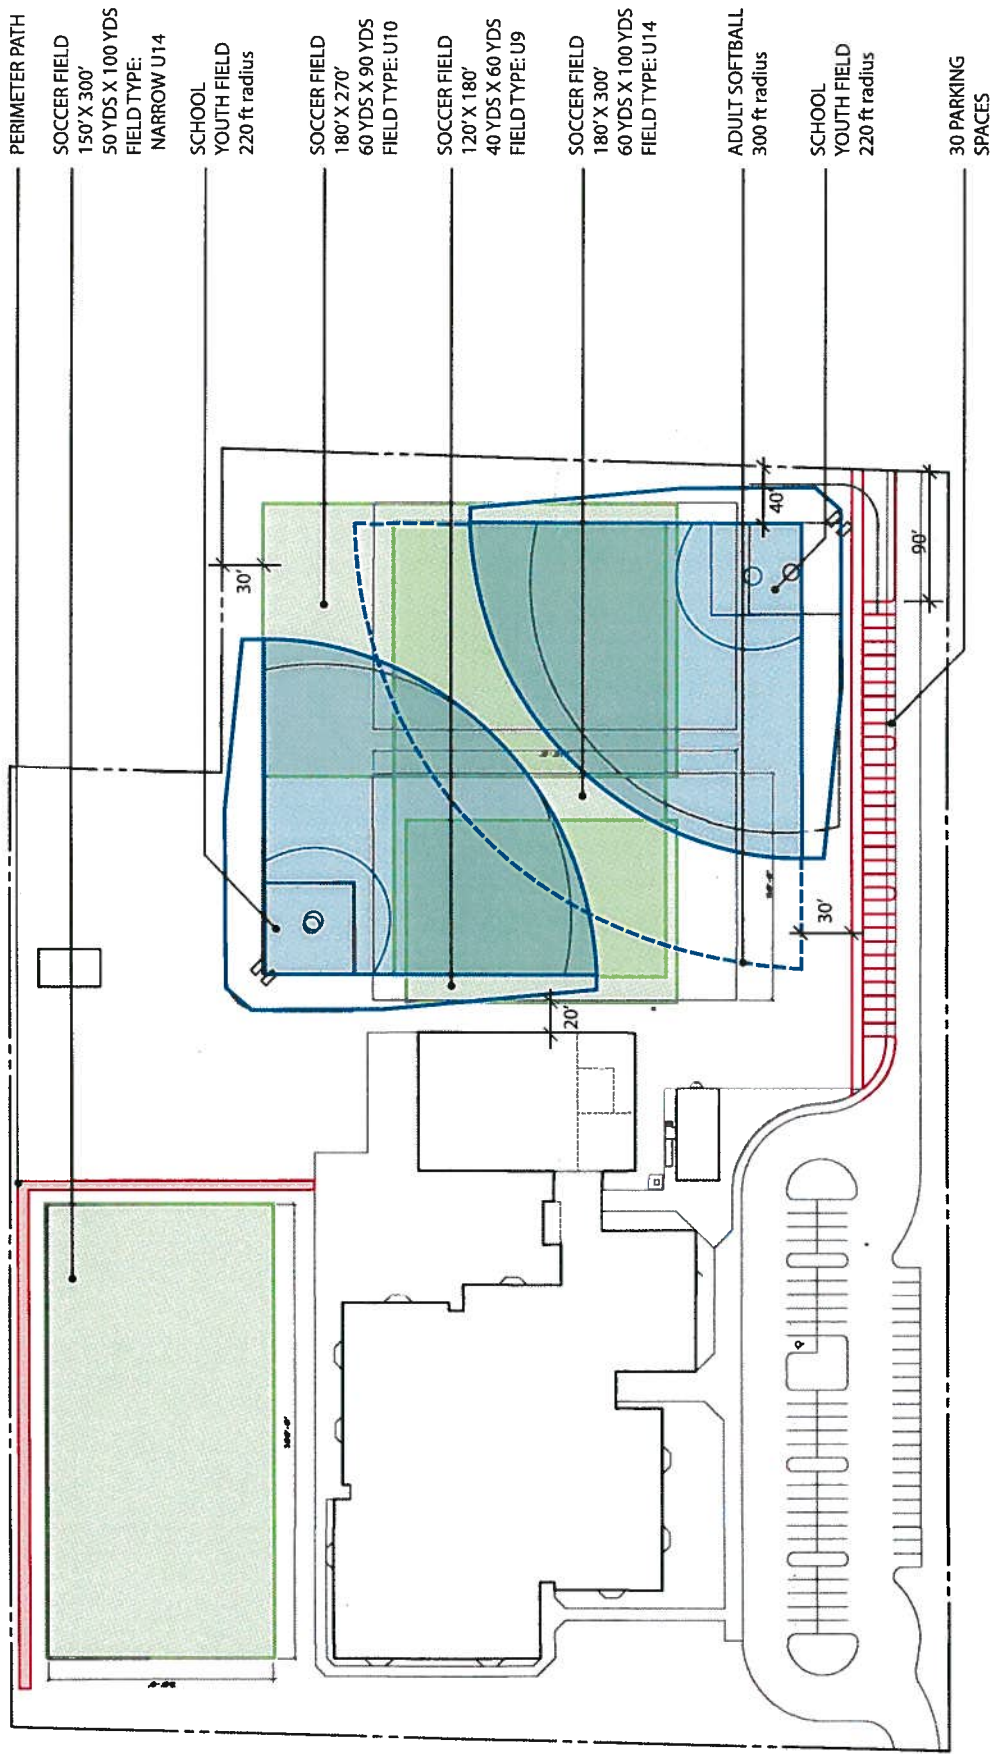 PERIMETER PATH
SOCCER FIELD
150' X 300'
50 YDS X 100 YDS
FIELD TYPE:
NARROW U14
SCHOOL
YOUTH FIELD
220 ft radius
SOCCER FIELD
180' X 270'
60 YDS X 90 YDS
FIELD TYPE: U10
SOCCER FIELD
120' X 180'
40 YDS X 60 YDS
FIELD TYPE: U9
SOCCER FIELD
180' X 300'
60 YDS X 100 YDS
FIELD TYPE: U14
ADULT SOFTBALL
300 ft radius
SCHOOL
YOUTH FIELD
220 ft radius
30 PARKING
SPACES
30'
40'
90'
30'
20'
300'-0"